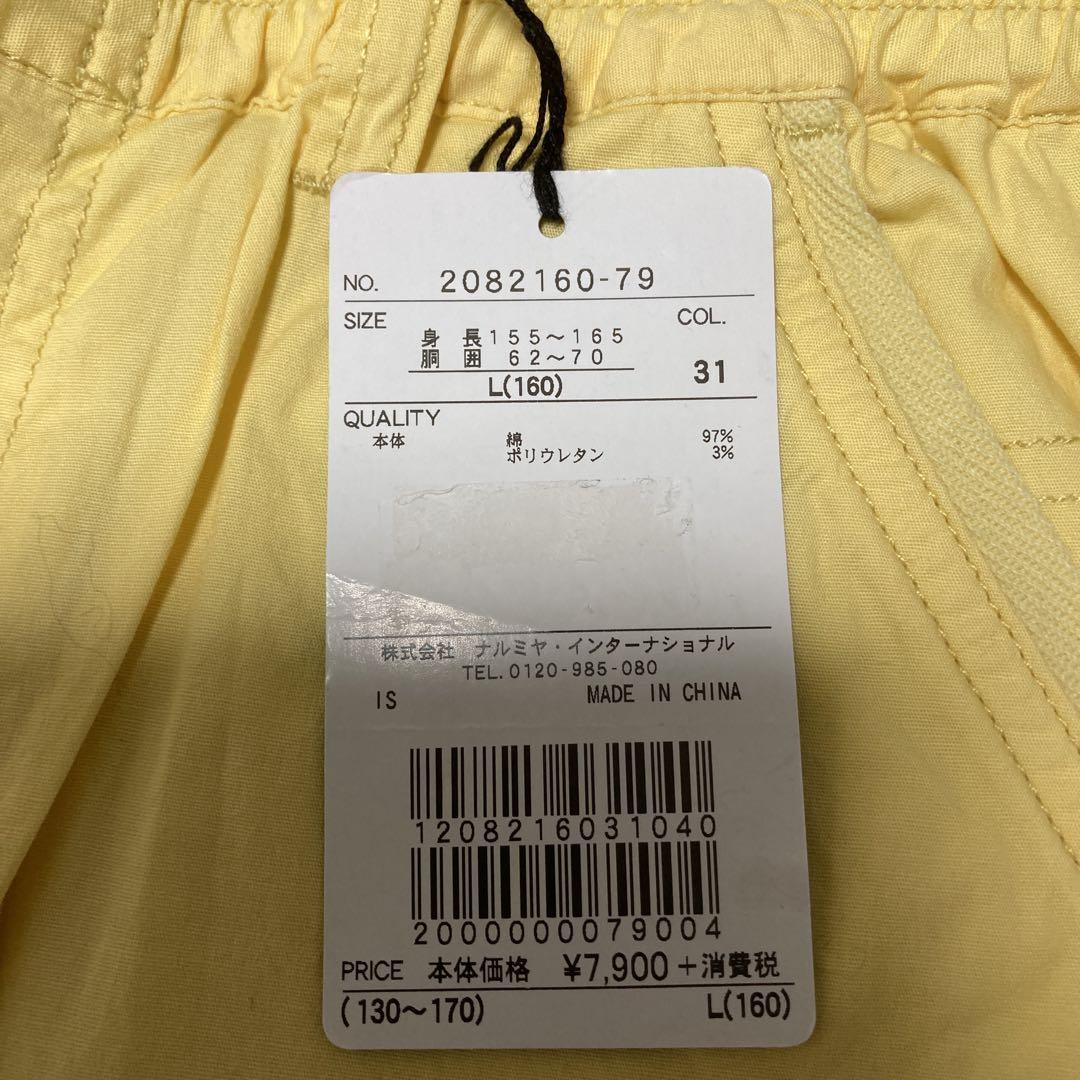 NO. 2082160-79
SIZE COL.
身長155〜165
胴囲 62〜70
L(160) 31
QUALITY
本体 綿 97%
ポリウレタン 3%
株式会社 ナルミヤ・インターナショナル
TEL. 0120-985-080
IS MADE IN CHINA
1208216031040
2000000079004
PRICE 本体価格 ¥7,900+消費税
(130〜170) L(160)